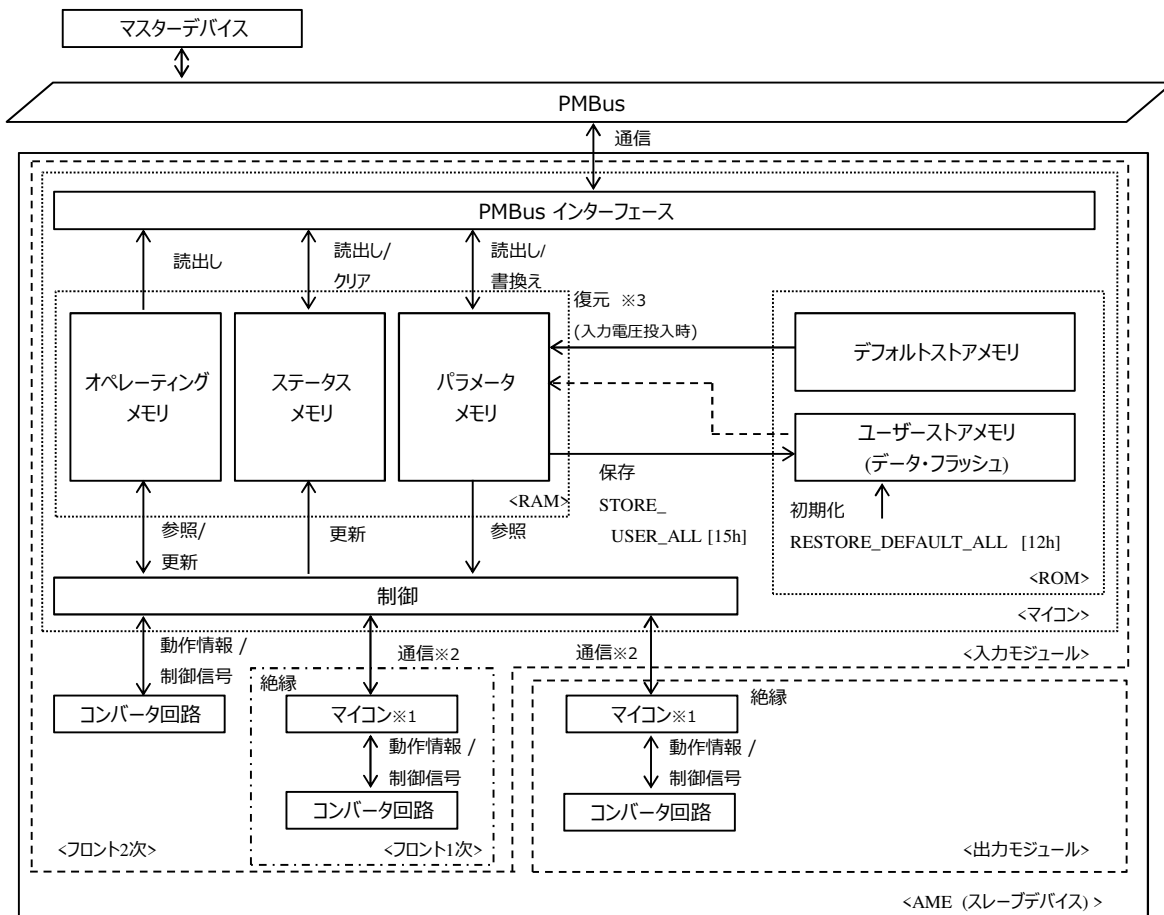 マスターデバイス
PMBus
通信
PMBus インターフェース
読出し
読出し/
クリア
読出し/
書換え
復元 ※3
(入力電圧投入時)
オペレーティング
メモリ
ステータス
メモリ
パラメータ
メモリ
デフォルトストアメモリ
ユーザーストアメモリ
(データ・フラッシュ)
<RAM>
保存
STORE_
USER_ALL [15h]
初期化
RESTORE_DEFAULT_ALL [12h]
<ROM>
参照/
更新
更新
参照
制御
<マイコン>
動作情報 /
制御信号
通信※2
通信※2
<入力モジュール>
絶縁
絶縁
コンバータ回路
マイコン※1
マイコン※1
動作情報 /
制御信号
動作情報 /
制御信号
コンバータ回路
コンバータ回路
<フロント2次>
<フロント1次>
<出力モジュール>
<AME (スレーブデバイス) >